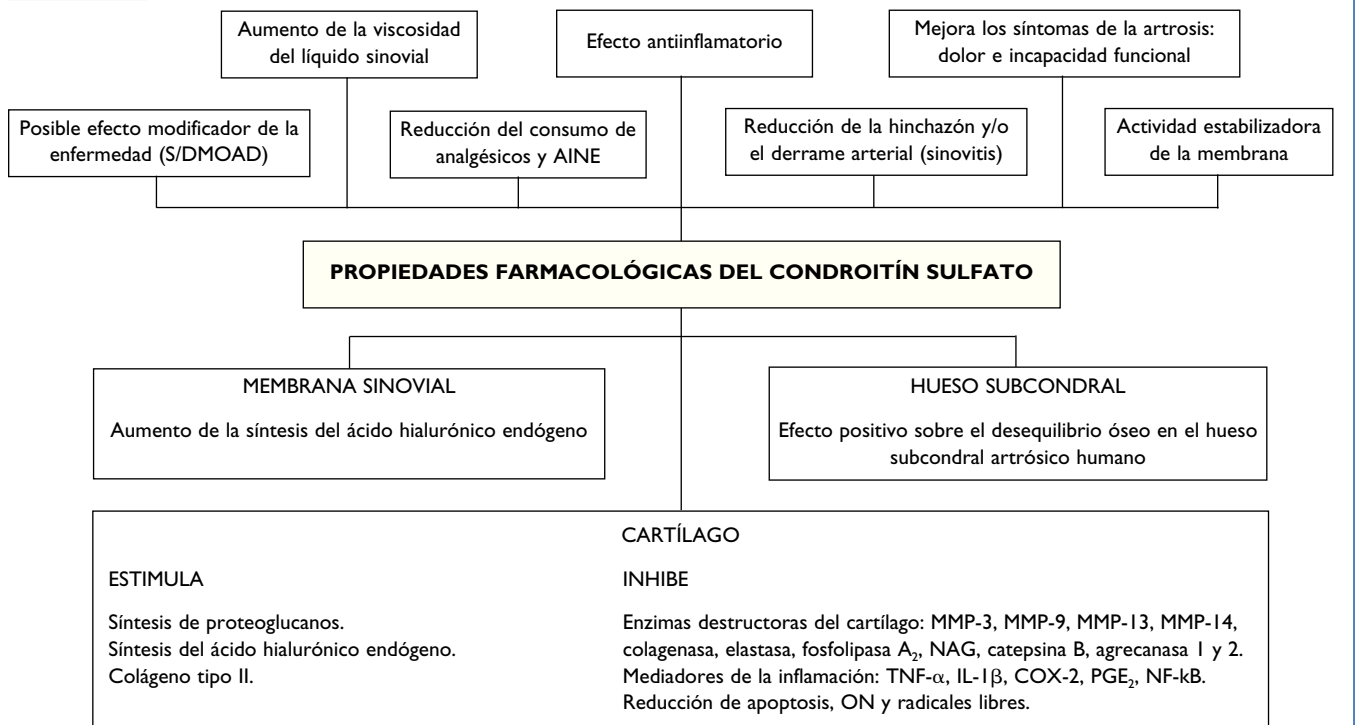 Aumento de la viscosidad
del líquido sinovial
Efecto antiinflamatorio
Mejora los síntomas de la artrosis:
dolor e incapacidad funcional
Posible efecto modificador de la
enfermedad (S/DMOAD)
Reducción del consumo de
analgésicos y AINE
Reducción de la hinchazón y/o
el derrame arterial (sinovitis)
Actividad estabilizadora
de la membrana
PROPIEDADES FARMACOLÓGICAS DEL CONDROITÍN SULFATO
MEMBRANA SINOVIAL
Aumento de la síntesis del ácido hialurónico endógeno
HUESO SUBCONDRAL
Efecto positivo sobre el desequilibrio óseo en el hueso
subcondral artrósico humano
CARTÍLAGO
ESTIMULA
Síntesis de proteoglucanos.
Síntesis del ácido hialurónico endógeno.
Colágeno tipo II.
INHIBE
Enzimas destructoras del cartílago: MMP-3, MMP-9, MMP-13, MMP-14,
colagenasa, elastasa, fosfolipasa A₂, NAG, catepsina B, agrecanasa 1 y 2.
Mediadores de la inflamación: TNF-α, IL-1β, COX-2, PGE₂, NF-kB.
Reducción de apoptosis, ON y radicales libres.